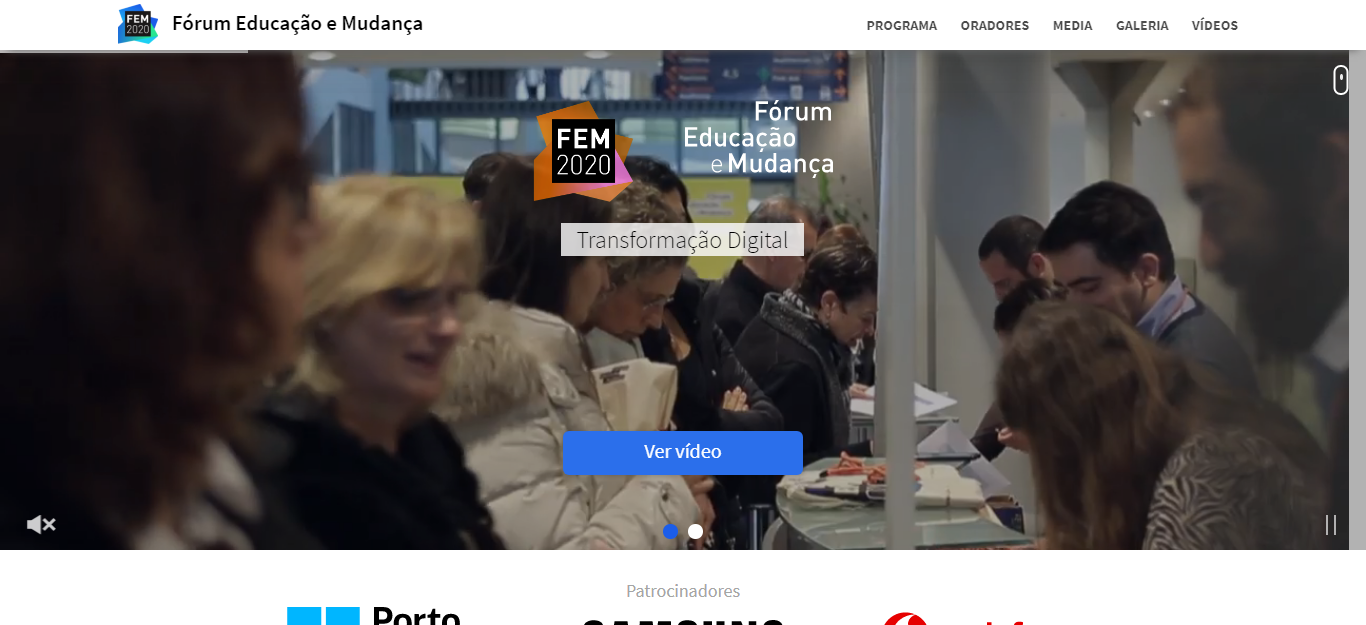 FEM
2020
Fórum Educação e Mudança
PROGRAMA
ORADORES
MEDIA
GALERIA
VÍDEOS
FEM
2020
Fórum
Educação
e Mudança
Transformação Digital
Ver vídeo
Patrocinadores
Porto
SAMSUNG